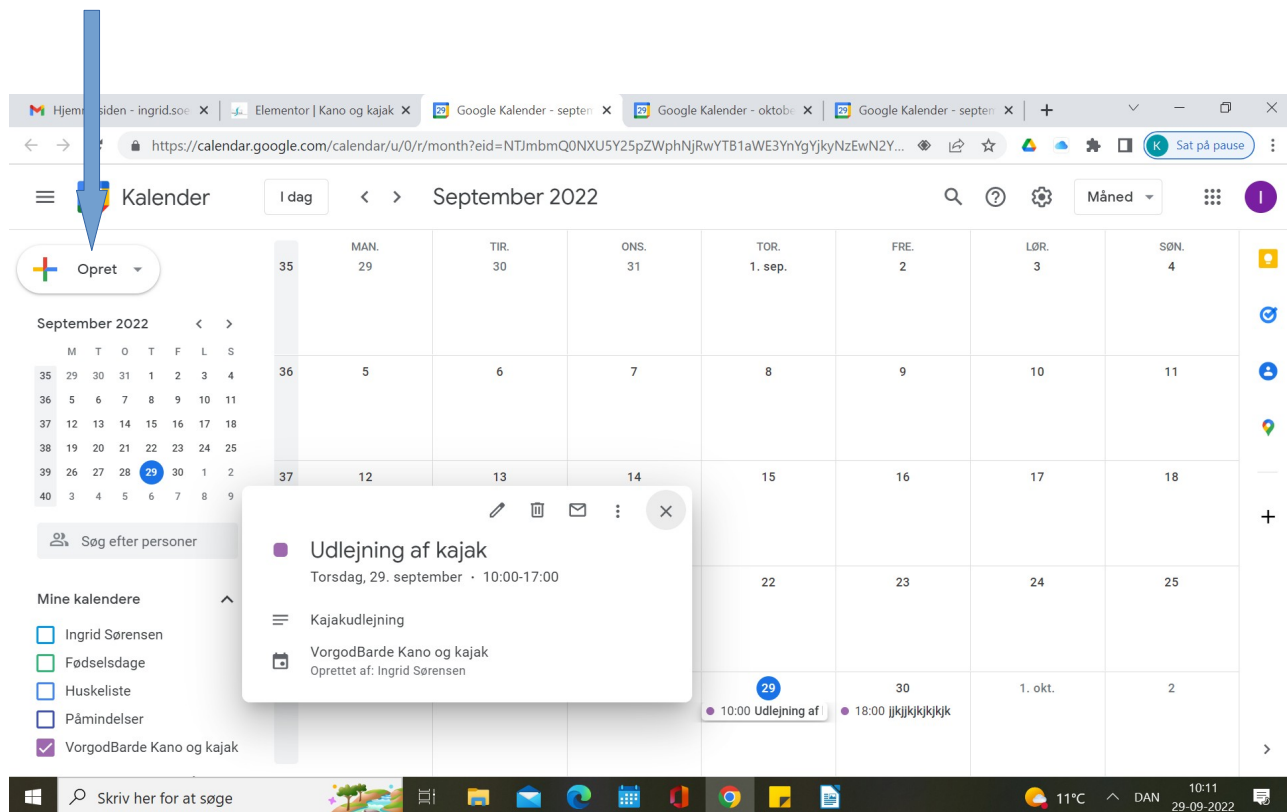 Hjemm siden - ingrid.soe
Elementor | Kano og kajak
Google Kalender - septem
Google Kalender - oktobe
Google Kalender - septem
https://calendar.google.com/calendar/u/0/r/month?eid=NTJmbmQ0NXU5Y25pZWphNjRwYTB1aWE3YnYgYjkyNzEwN2Y...
K Sat på pause
Kalender
I dag
September 2022
Måned
I
Opret
MAN. TIR. ONS. TOR. FRE. LØR. SØN.
35 29 30 31 1. sep. 2 3 4
36 5 6 7 8 9 10 11
37 12 13 14 15 16 17 18
22 23 24 25
29 30 1. okt. 2
10:00 Udlejning af
18:00 jjkjjkjkjkjkjk
September 2022
M T O T F L S
35 29 30 31 1 2 3 4
36 5 6 7 8 9 10 11
37 12 13 14 15 16 17 18
38 19 20 21 22 23 24 25
39 26 27 28 29 30 1 2
40 3 4 5 6 7 8 9
Søg efter personer
Mine kalendere
Ingrid Sørensen
Fødselsdage
Huskeliste
Påmindelser
VorgodBarde Kano og kajak
Udlejning af kajak
Torsdag, 29. september · 10:00-17:00
Kajakudlejning
VorgodBarde Kano og kajak
Oprettet af: Ingrid Sørensen
Skriv her for at søge
11°C
DAN
10:11
29-09-2022